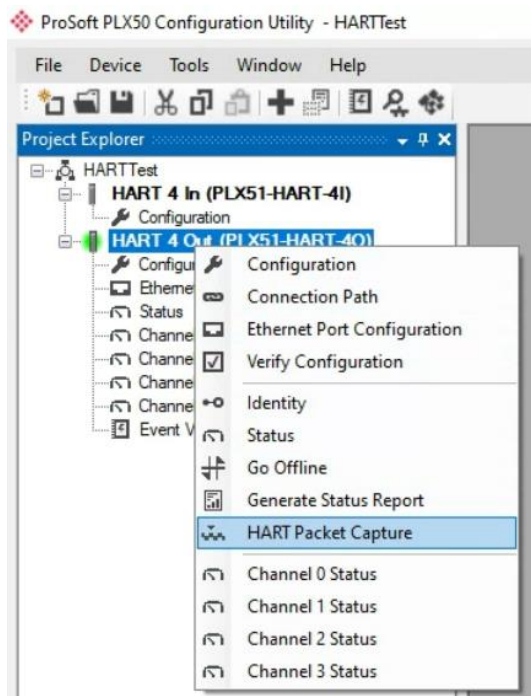 ProSoft PLX50 Configuration Utility - HARTTest
File Device Tools Window Help
Project Explorer
HARTTest
HART 4 In (PLX51-HART-4I)
Configuration
HART 4 Out (PLX51-HART-4O)
Configur
Etherne
Status
Channe
Channe
Channe
Channe
Event V
Configuration
Connection Path
Ethernet Port Configuration
Verify Configuration
Identity
Status
Go Offline
Generate Status Report
HART Packet Capture
Channel 0 Status
Channel 1 Status
Channel 2 Status
Channel 3 Status